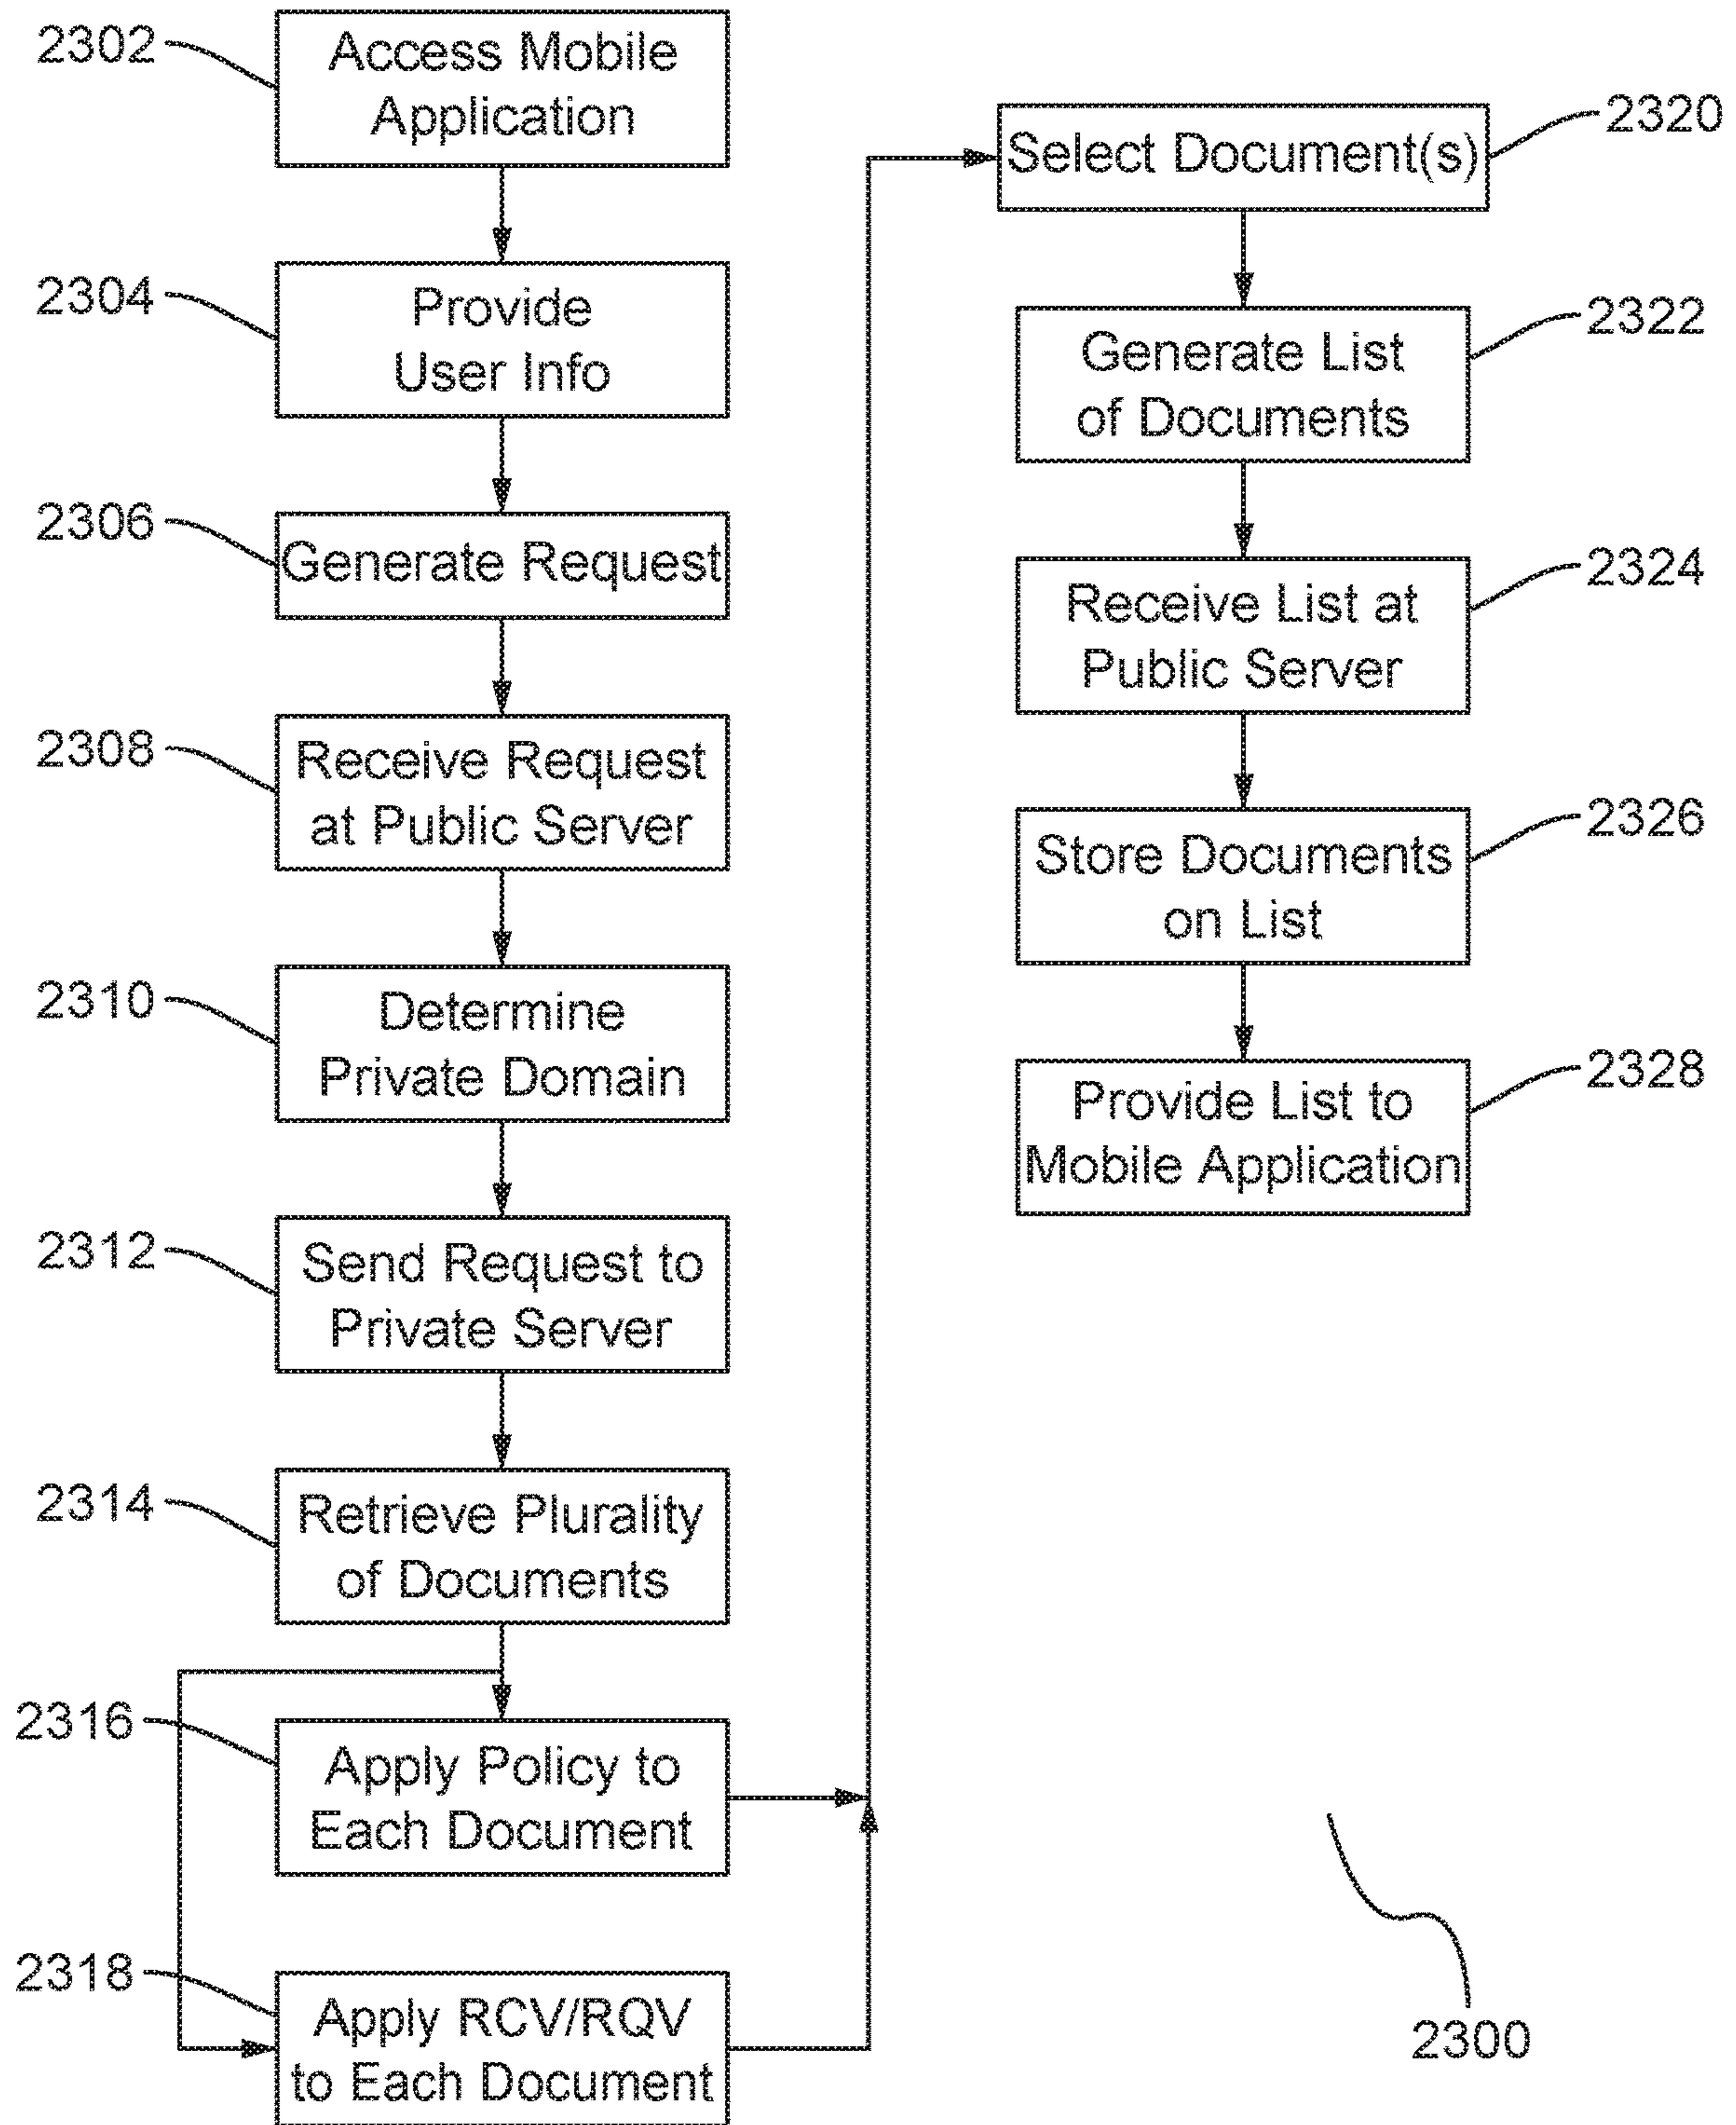 2302
Access Mobile
Application
2304
Provide
User Info
2306
Generate Request
2308
Receive Request
at Public Server
2310
Determine
Private Domain
2312
Send Request to
Private Server
2314
Retrieve Plurality
of Documents
2316
Apply Policy to
Each Document
2318
Apply RCV/RQV
to Each Document
Select Document(s)
2320
Generate List
of Documents
2322
Receive List at
Public Server
2324
Store Documents
on List
2326
Provide List to
Mobile Application
2328
2300